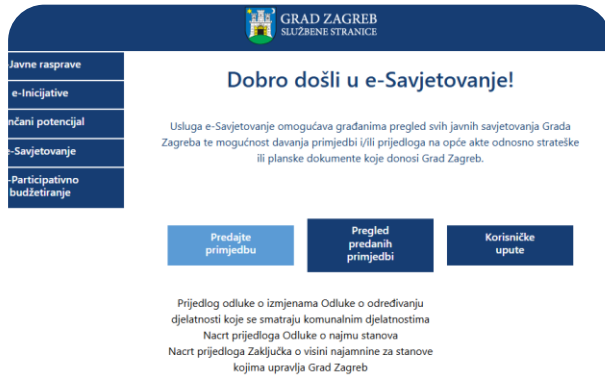 GRAD ZAGREB
SLUŽBENE STRANICE
-Javne rasprave
e-Inicijative
nčani potencijal
-Savjetovanje
-Participativno
budžetiranje
Dobro došli u e-Savjetovanje!
Usluga e-Savjetovanje omogućava građanima pregled svih javnih savjetovanja Grada
Zagreba te mogućnost davanja primjedbi i/ili prijedloga na opće akte odnosno strateške
ili planske dokumente koje donosi Grad Zagreb.
Predajte
primjedbu
Pregled
predanih
primjedbi
Korisničke
upute
Prijedlog odluke o izmjenama Odluke o određivanju
djelatnosti koje se smatraju komunalnim djelatnostima
Nacrt prijedloga Odluke o najmu stanova
Nacrt prijedloga Zaključka o visini najamnine za stanove
kojima upravlja Grad Zagreb